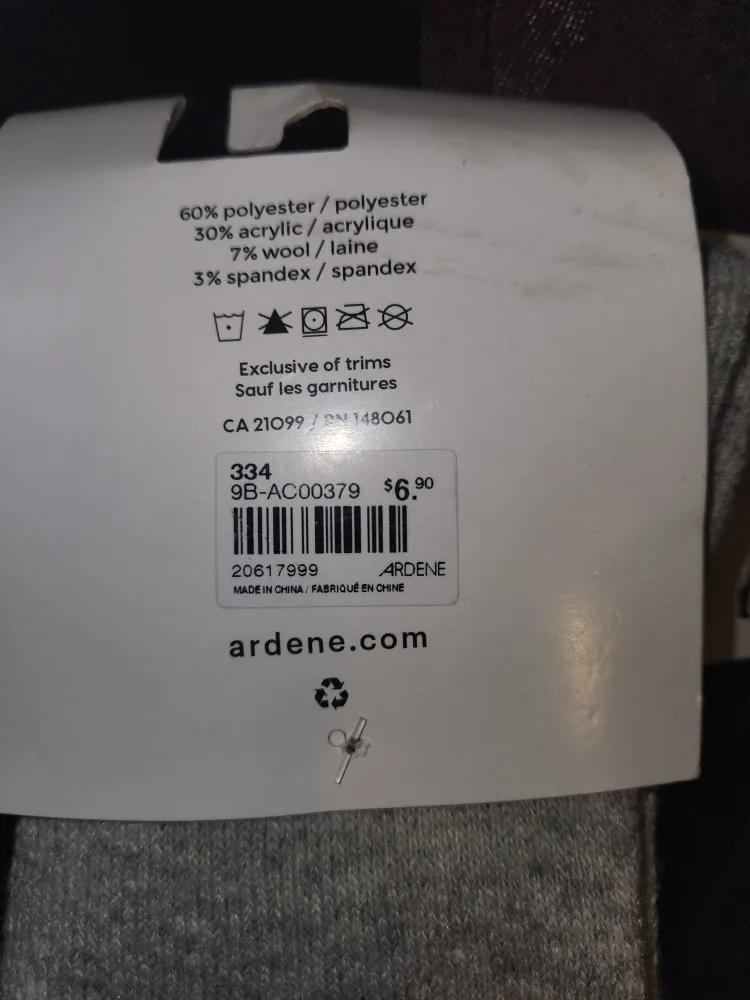 60% polyester / polyester
30% acrylic / acrylique
7% wool / laine
3% spandex / spandex
Exclusive of trims
Sauf les garnitures
CA 21099 / RN 148061
334
9B-AC00379 $6.90
20617999 ARDENE
MADE IN CHINA / FABRIQUÉ EN CHINE
ardene.com